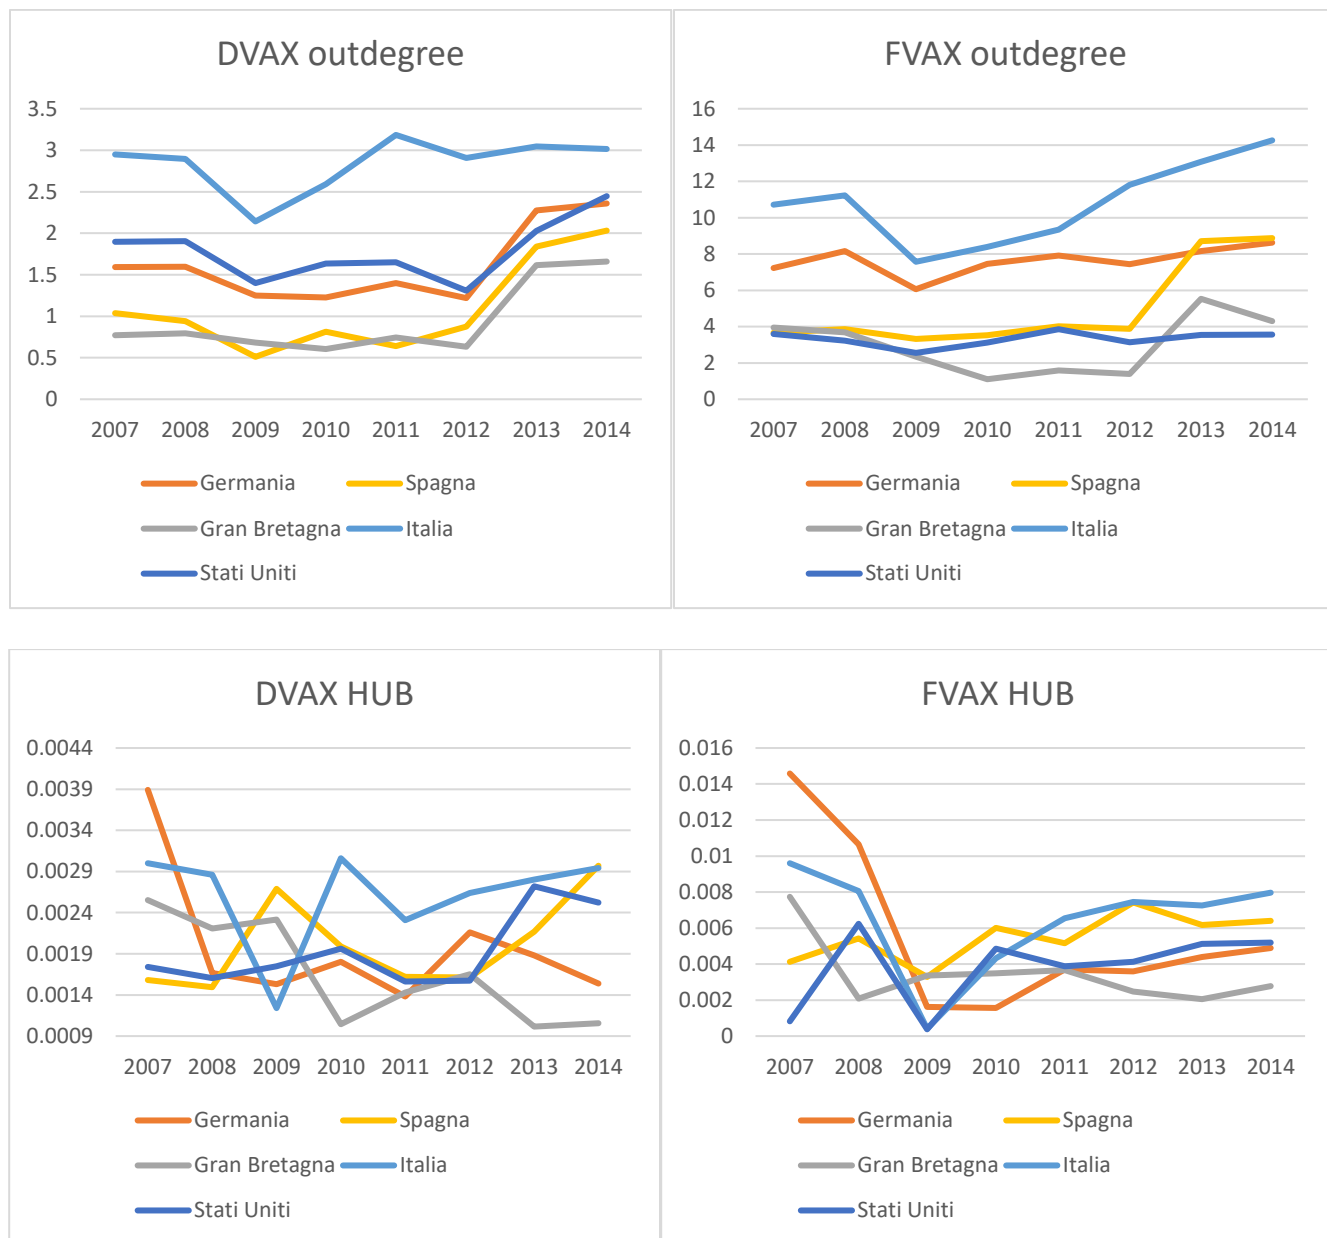 DVAX outdegree
3.5
3
2.5
2
1.5
1
0.5
0
2007 2008 2009 2010 2011 2012 2013 2014
Germania Spagna
Gran Bretagna Italia
Stati Uniti
FVAX outdegree
16
14
12
10
8
6
4
2
0
2007 2008 2009 2010 2011 2012 2013 2014
Germania Spagna
Gran Bretagna Italia
Stati Uniti
DVAX HUB
0.0044
0.0039
0.0034
0.0029
0.0024
0.0019
0.0014
0.0009
2007 2008 2009 2010 2011 2012 2013 2014
Germania Spagna
Gran Bretagna Italia
Stati Uniti
FVAX HUB
0.016
0.014
0.012
0.01
0.008
0.006
0.004
0.002
0
2007 2008 2009 2010 2011 2012 2013 2014
Germania Spagna
Gran Bretagna Italia
Stati Uniti